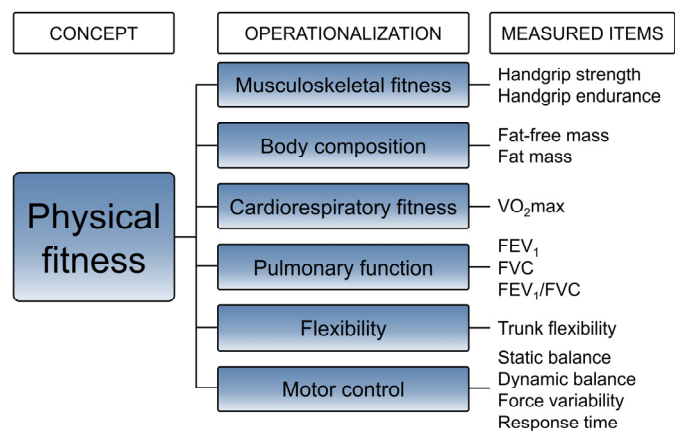 CONCEPT
OPERATIONALIZATION
MEASURED ITEMS
Physical
fitness
Musculoskeletal fitness
Handgrip strength
Handgrip endurance
Body composition
Fat-free mass
Fat mass
Cardiorespiratory fitness
VO₂max
Pulmonary function
FEV₁
FVC
FEV₁/FVC
Flexibility
Trunk flexibility
Motor control
Static balance
Dynamic balance
Force variability
Response time